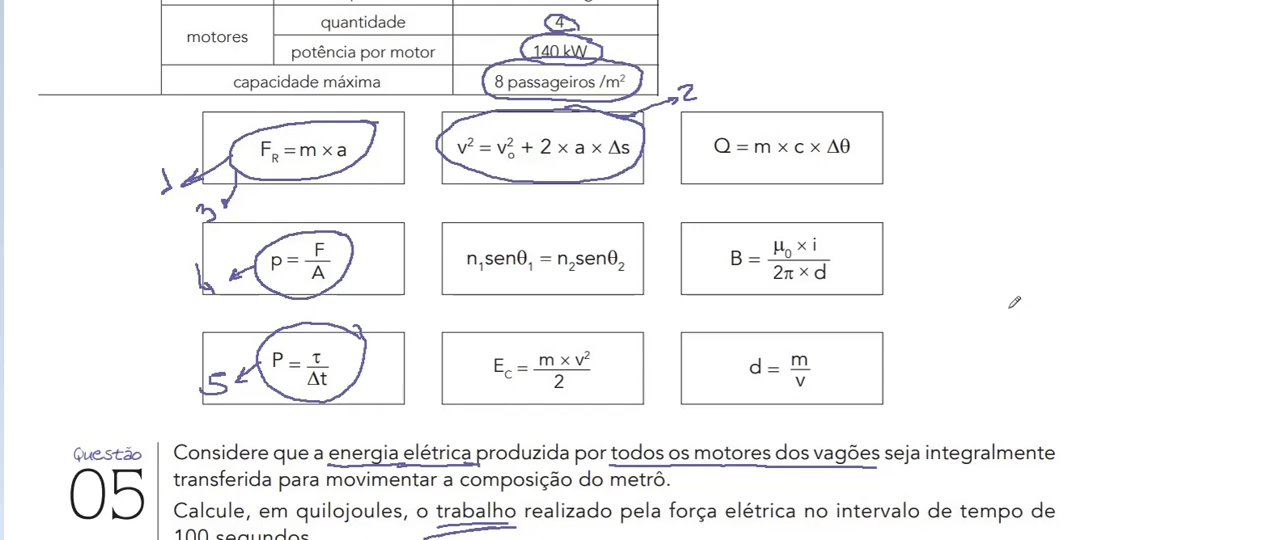 motores
quantidade
4
potência por motor
140 kW
capacidade máxima
8 passageiros /m²
2
F_R = m × a
v² = v_o² + 2 × a × Δs
Q = m × c × Δθ
1
3
p = F/A
n₁senθ₁ = n₂senθ₂
B = μ₀ × i / 2π × d
4
P = τ/Δt
E_C = m × v² / 2
d = m/v
5
Questão
05
Considere que a energia elétrica produzida por todos os motores dos vagões seja integralmente
transferida para movimentar a composição do metrô.
Calcule, em quilojoules, o trabalho realizado pela força elétrica no intervalo de tempo de
100 segundos.